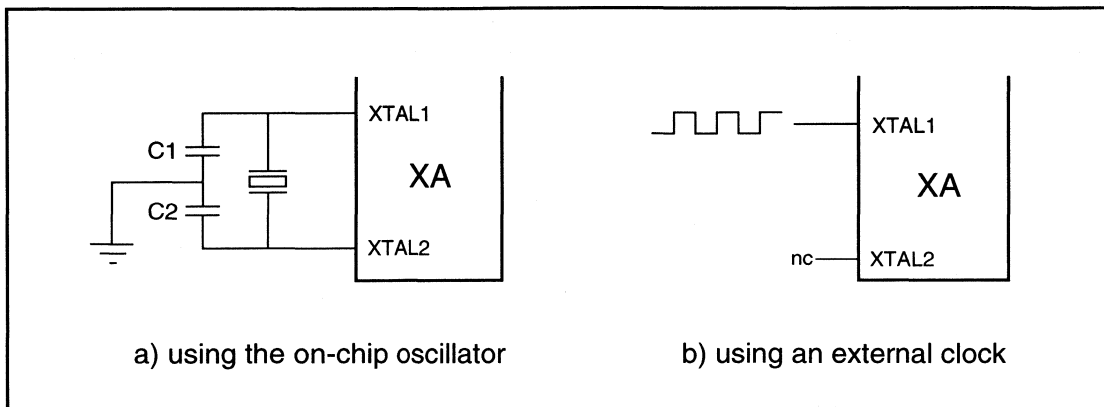 XTAL1
C1
XA
C2
XTAL2
a) using the on-chip oscillator
XTAL1
XA
nc
XTAL2
b) using an external clock